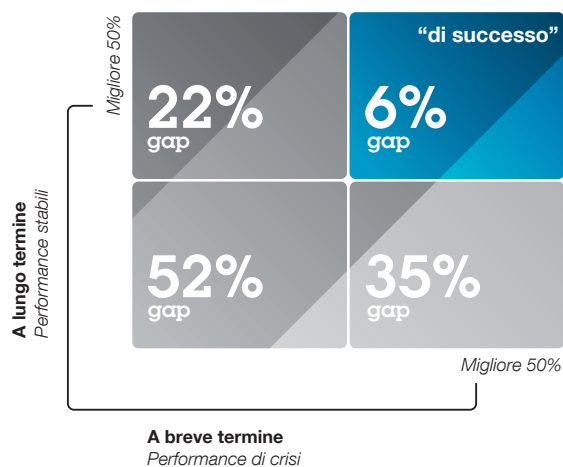 Migliore 50%
"di successo"
22%
gap
6%
gap
A lungo termine
Performance stabili
52%
gap
35%
gap
Migliore 50%
A breve termine
Performance di crisi